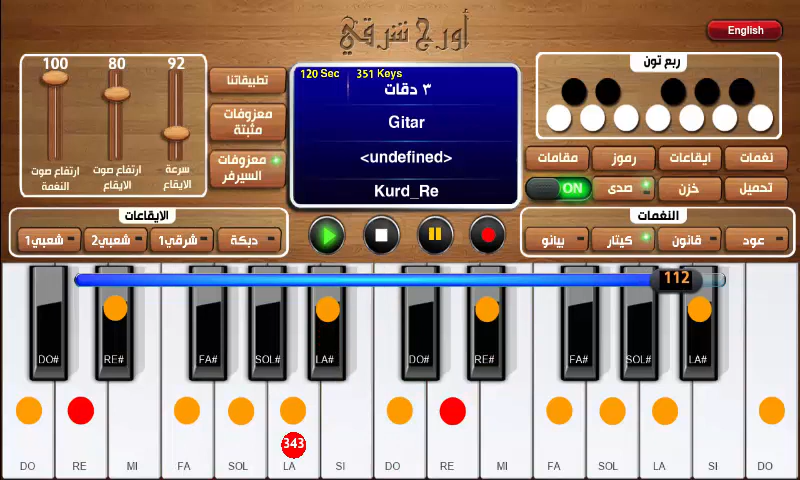 أورج شرقي
English
100 80 92
ارتفاع صوت النغمة
ارتفاع صوت الايقاع
سرعة الايقاع
تطبيقاتنا
معزوفات مثبتة
معزوفات السيرفر
120 Sec 351 Keys
٣ دقات
Gitar
<undefined>
Kurd_Re
ربع تون
مقامات رموز ايقاعات نغمات
ON صدى خزن تحميل
الايقاعات
شعبي1 شعبي2 شرقي1 دبكة
النغمات
بيانو كيتار قانون عود
112
DO# RE# FA# SOL# LA# DO# RE# FA# SOL# LA#
343
DO RE MI FA SOL LA SI DO RE MI FA SOL LA SI DO